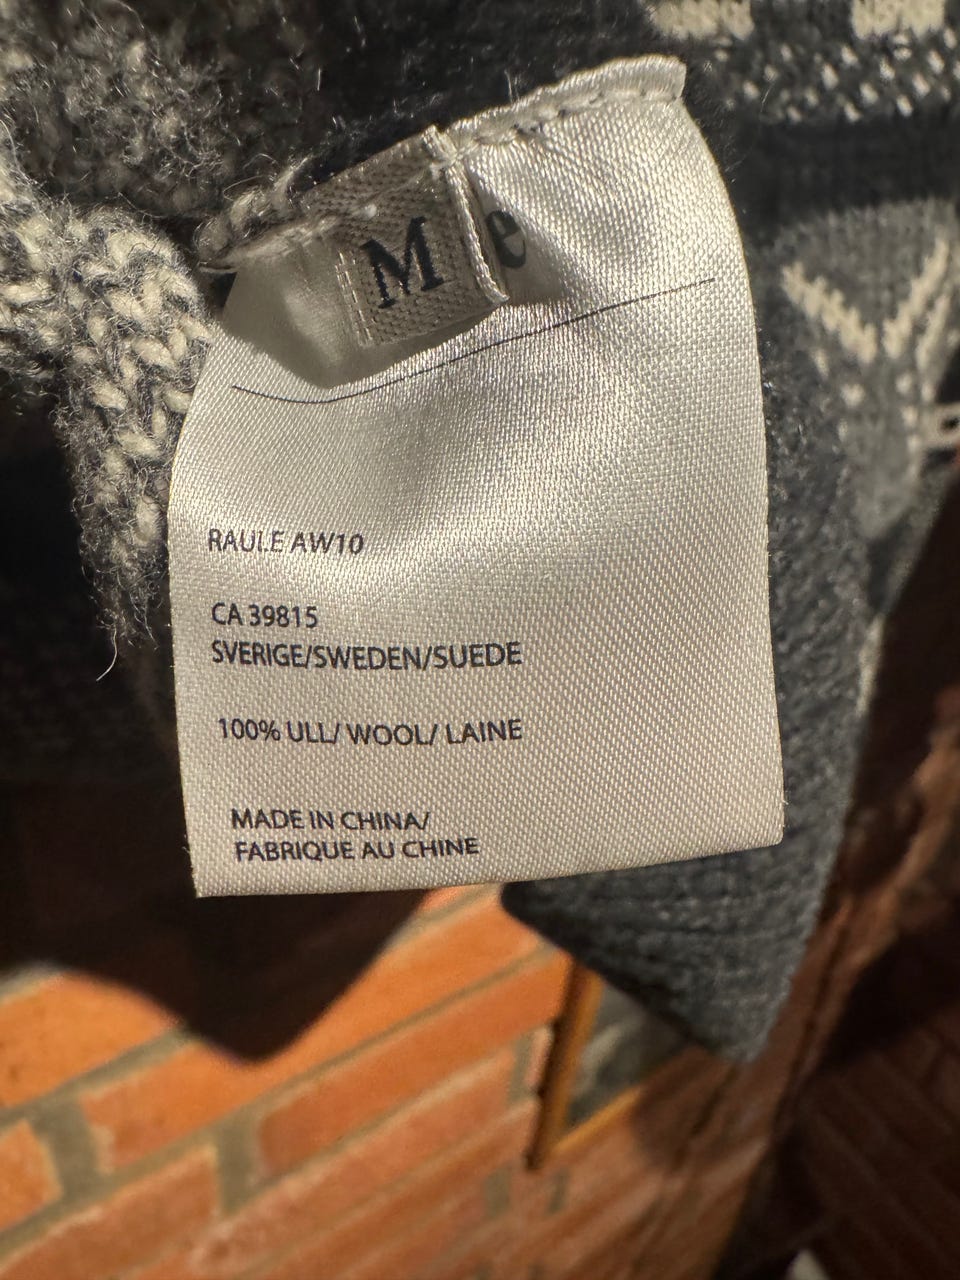 M
e
RAULE AW10
CA 39815
SVERIGE/SWEDEN/SUEDE
100% ULL/ WOOL/ LAINE
MADE IN CHINA/
FABRIQUE AU CHINE